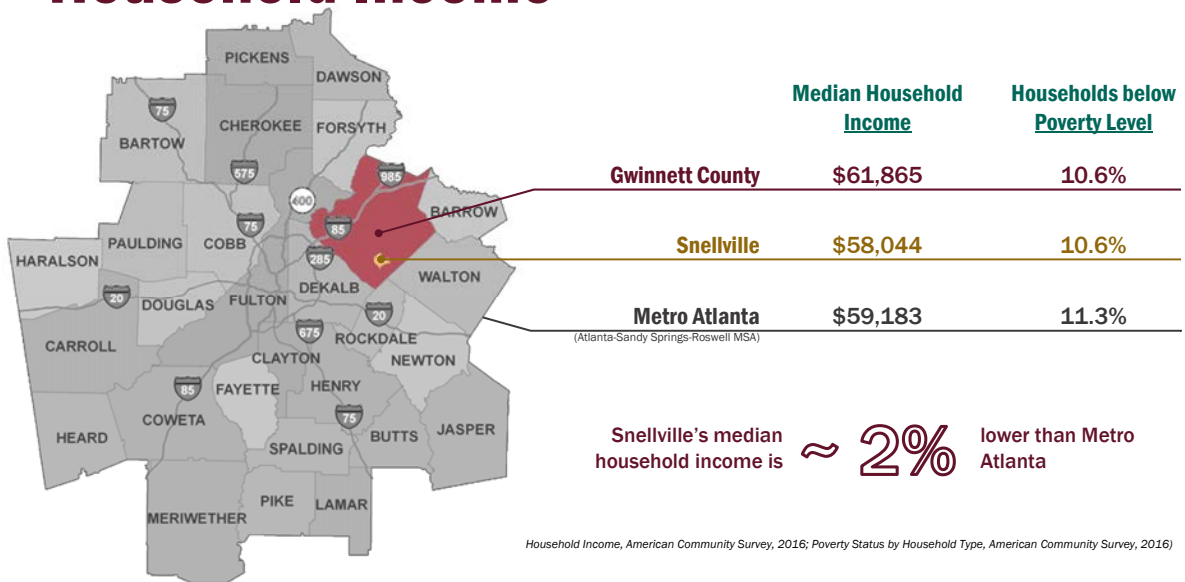 Household Income
PICKENS
DAWSON
75
CHEROKEE
FORSYTH
BARTOW
575
985
400
BARROW
75
85
PAULDING
COBB
HARALSON
285
WALTON
DEKALB
20
DOUGLAS
FULTON
20
675
ROCKDALE
CARROLL
CLAYTON
NEWTON
85
FAYETTE
HENRY
COWETA
75
HEARD
BUTTS
JASPER
SPALDING
PIKE
LAMAR
MERIWETHER
Median Household Households below
Income Poverty Level
Gwinnett County $61,865 10.6%
Snellville $58,044 10.6%
Metro Atlanta $59,183 11.3%
(Atlanta-Sandy Springs-Roswell MSA)
Snellville's median
household income is
~ 2%
lower than Metro
Atlanta
Household Income, American Community Survey, 2016; Poverty Status by Household Type, American Community Survey, 2016)